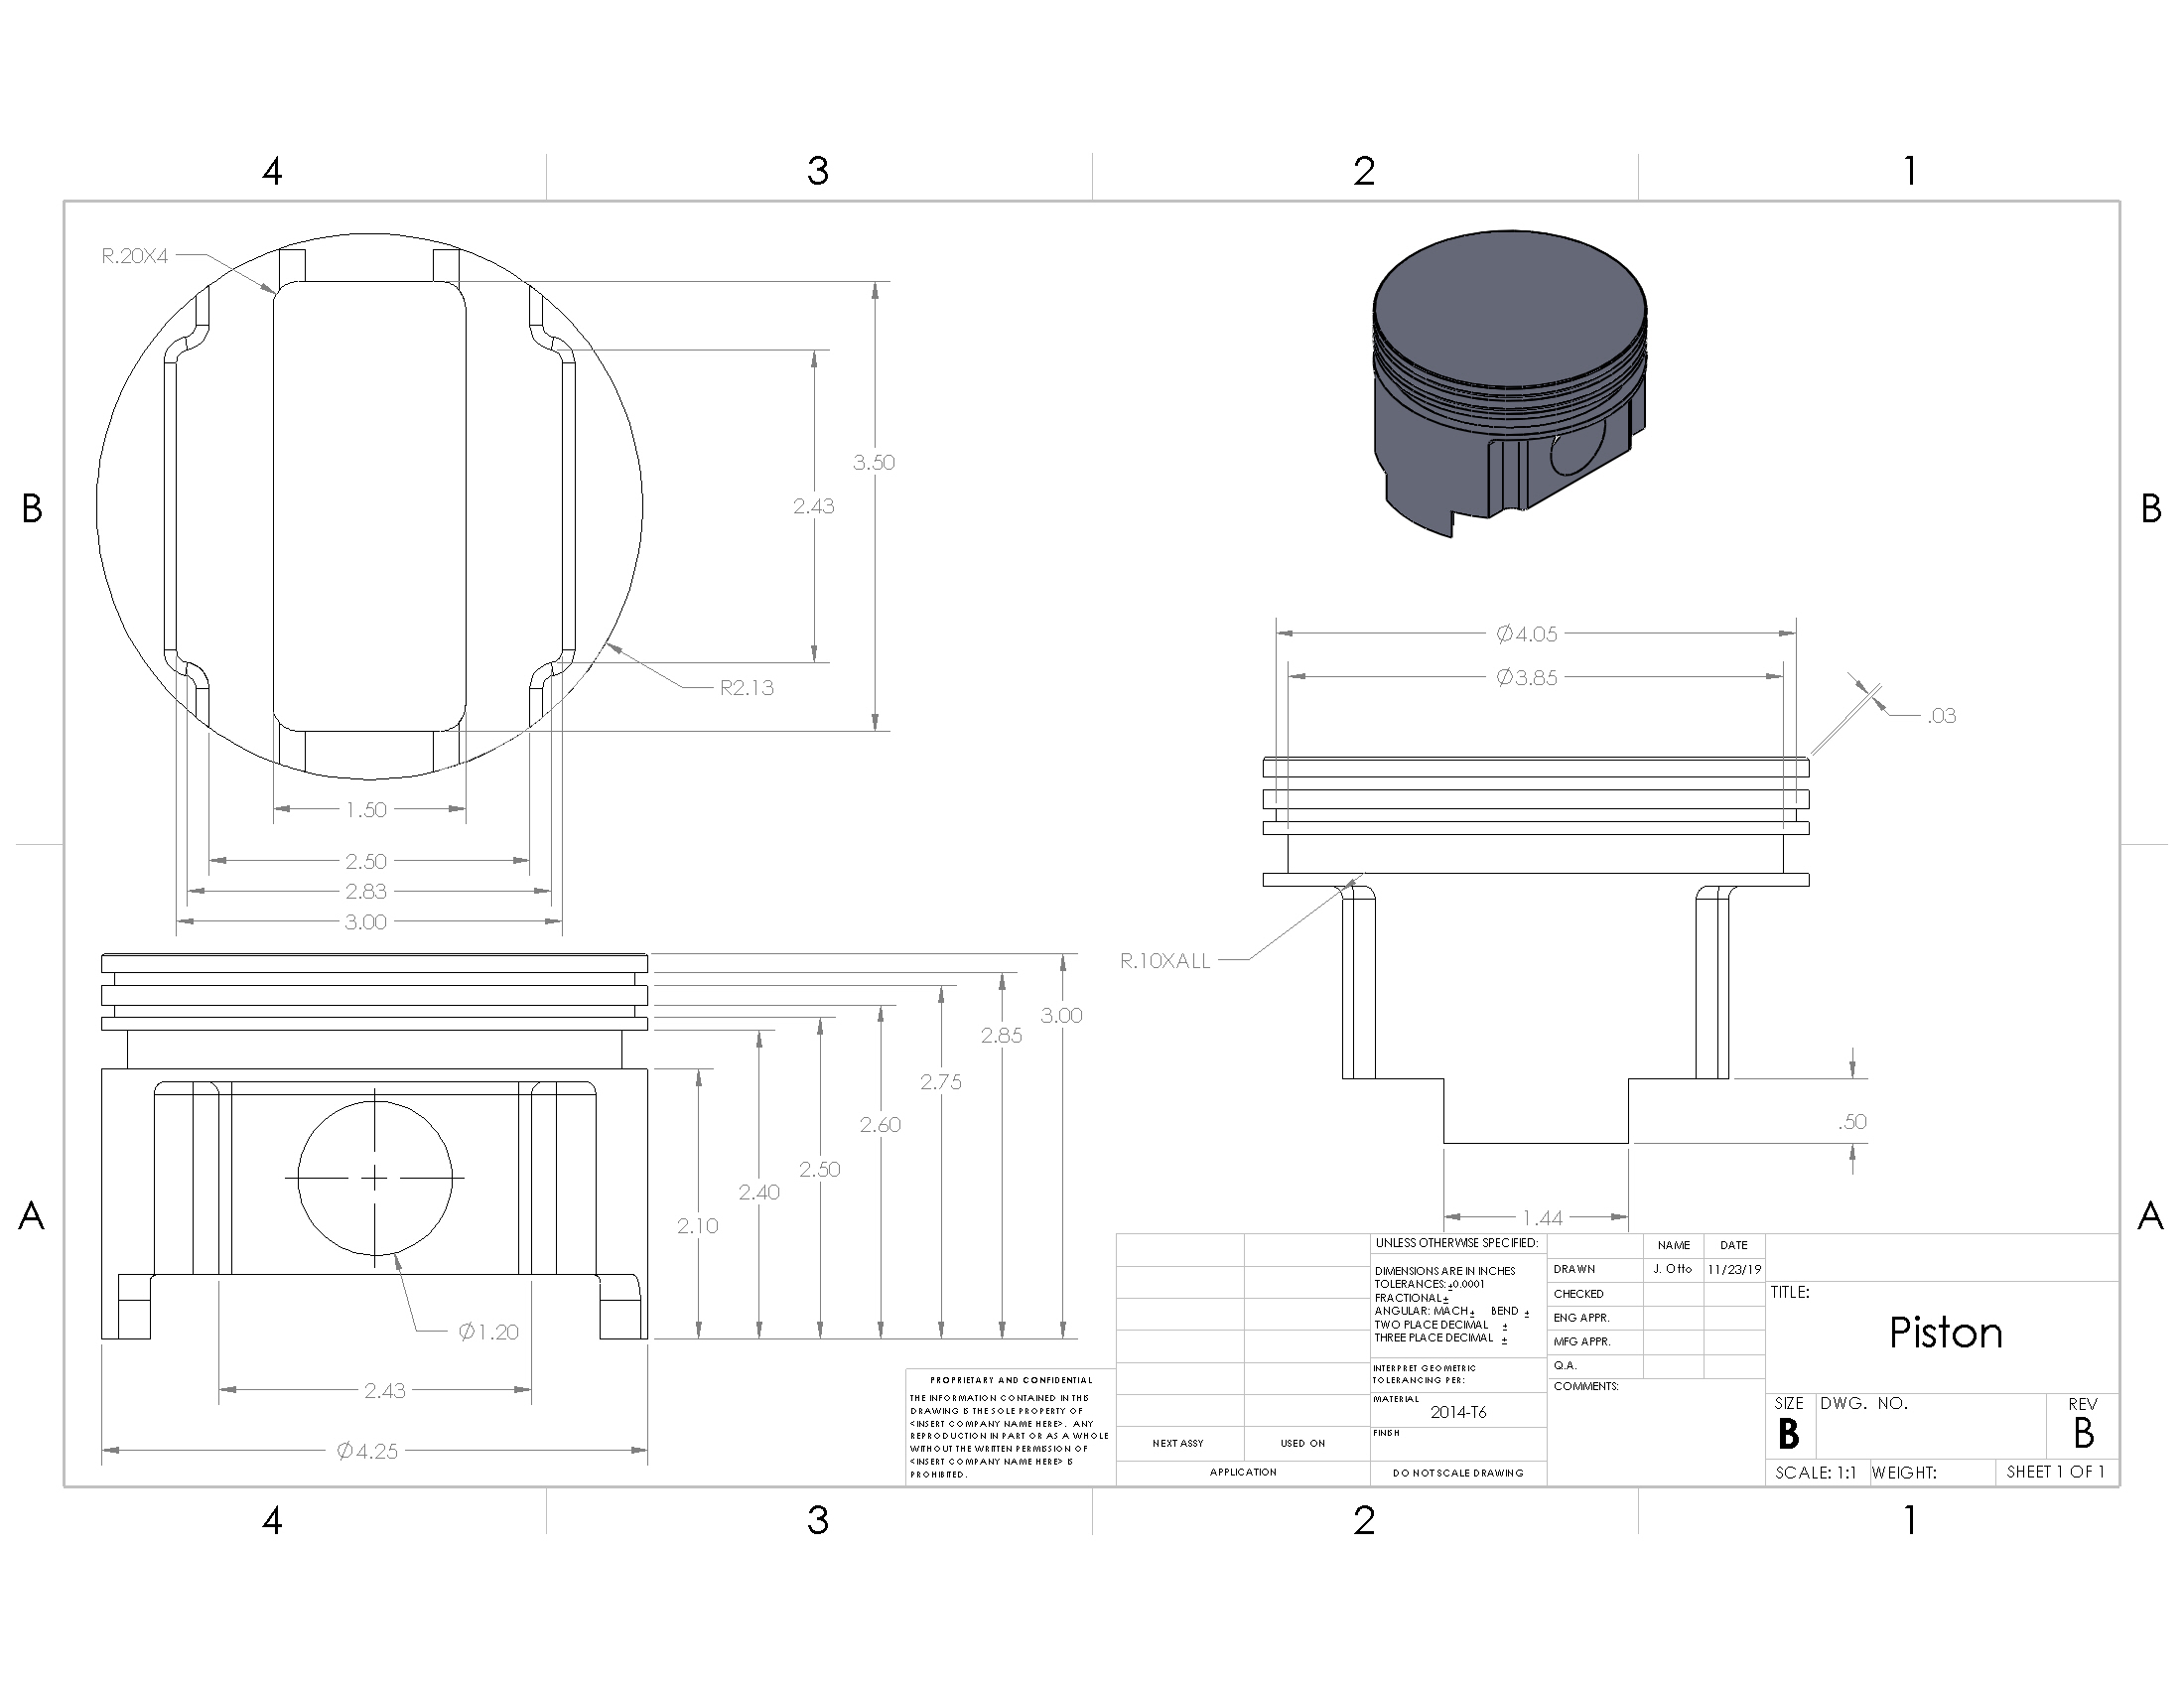 4 3 2 1
R.20X4
3.50
2.43
B B
R2.13
Ø4.05
Ø3.85
.03
1.50
2.50
2.83
3.00
R.10XALL
3.00
2.85
2.75
2.60
2.50
2.40
2.10
.50
1.44
A A
Ø1.20
2.43
Ø4.25
PROPRIETARY AND CONFIDENTIAL
THE INFORMATION CONTAINED IN THIS
DRAWING IS THE SOLE PROPERTY OF
<INSERT COMPANY NAME HERE>. ANY
REPRODUCTION IN PART OR AS A WHOLE
WITHOUT THE WRITTEN PERMISSION OF
<INSERT COMPANY NAME HERE> IS
PROHIBITED.
NEXT ASSY USED ON
APPLICATION
UNLESS OTHERWISE SPECIFIED:
DIMENSIONS ARE IN INCHES
TOLERANCES:±0.0001
FRACTIONAL±
ANGULAR: MACH± BEND ±
TWO PLACE DECIMAL ±
THREE PLACE DECIMAL ±
INTERPRET GEOMETRIC
TOLERANCING PER:
MATERIAL
2014-T6
FINISH
DO NOT SCALE DRAWING
NAME DATE
DRAWN J. Otto 11/23/19
CHECKED
ENG APPR.
MFG APPR.
Q.A.
COMMENTS:
TITLE:
Piston
SIZE DWG. NO. REV
B B
SCALE: 1:1 WEIGHT: SHEET 1 OF 1
4 3 2 1